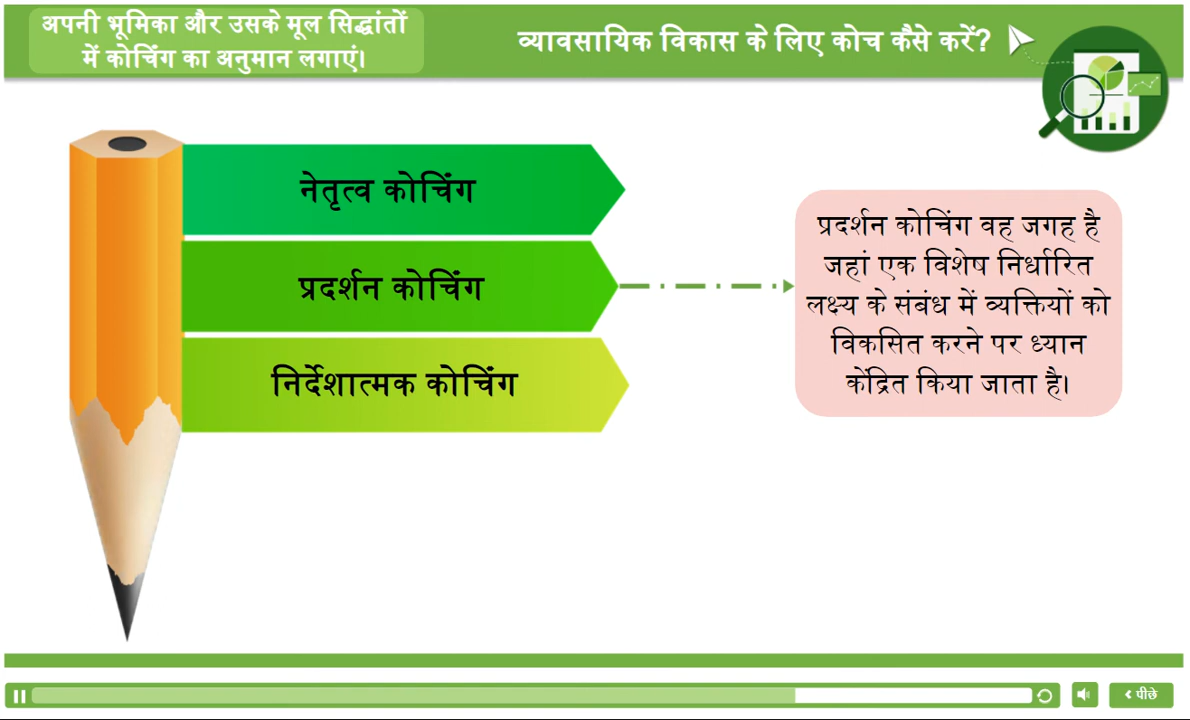 अपनी भूमिका और उसके मूल सिद्धांतों
में कोचिंग का अनुमान लगाएं।
व्यावसायिक विकास के लिए कोच कैसे करें?
नेतृत्व कोचिंग
प्रदर्शन कोचिंग
निर्देशात्मक कोचिंग
प्रदर्शन कोचिंग वह जगह है
जहां एक विशेष निर्धारित
लक्ष्य के संबंध में व्यक्तियों को
विकसित करने पर ध्यान
केंद्रित किया जाता है।
पीछे